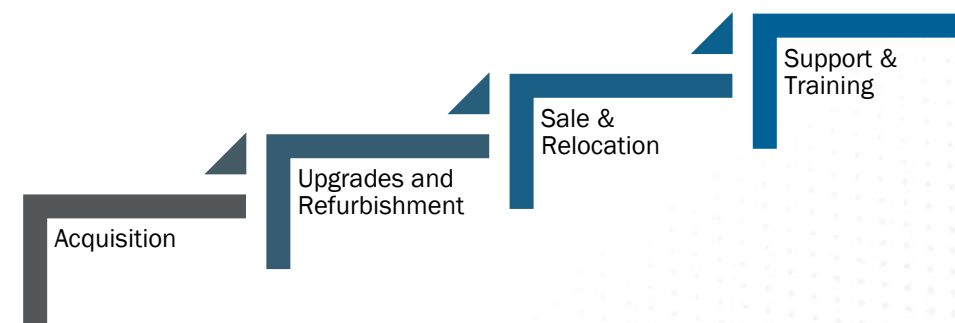 Acquisition
Upgrades and
Refurbishment
Sale &
Relocation
Support &
Training